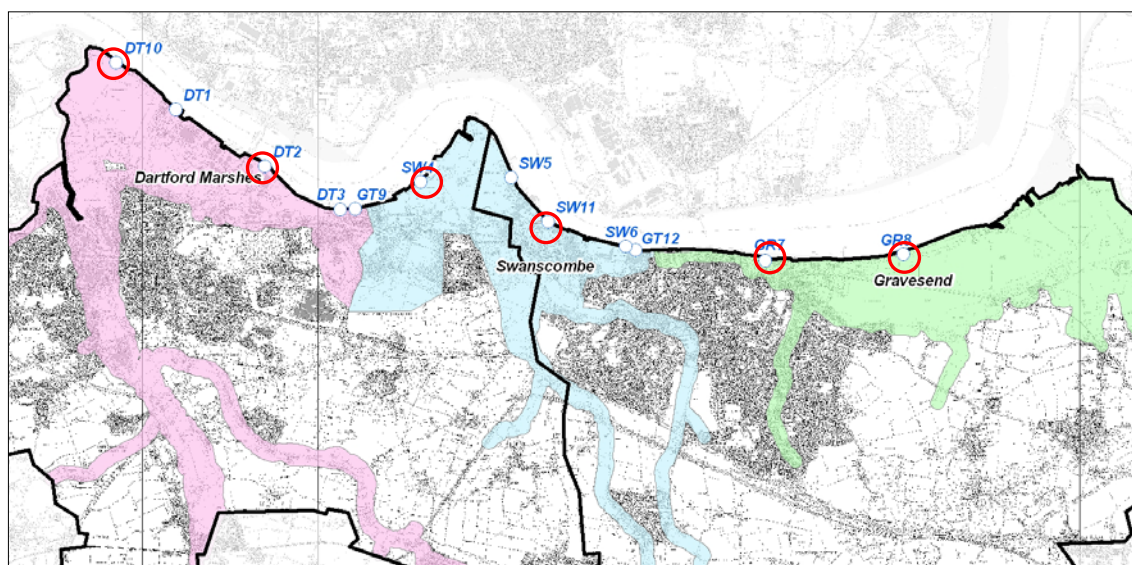 DT10
DT1
DT2
Dartford Marshes
DT3
GT9
SW4
SW5
SW11
SW6
GT12
Swanscombe
GR7
GR8
Gravesend